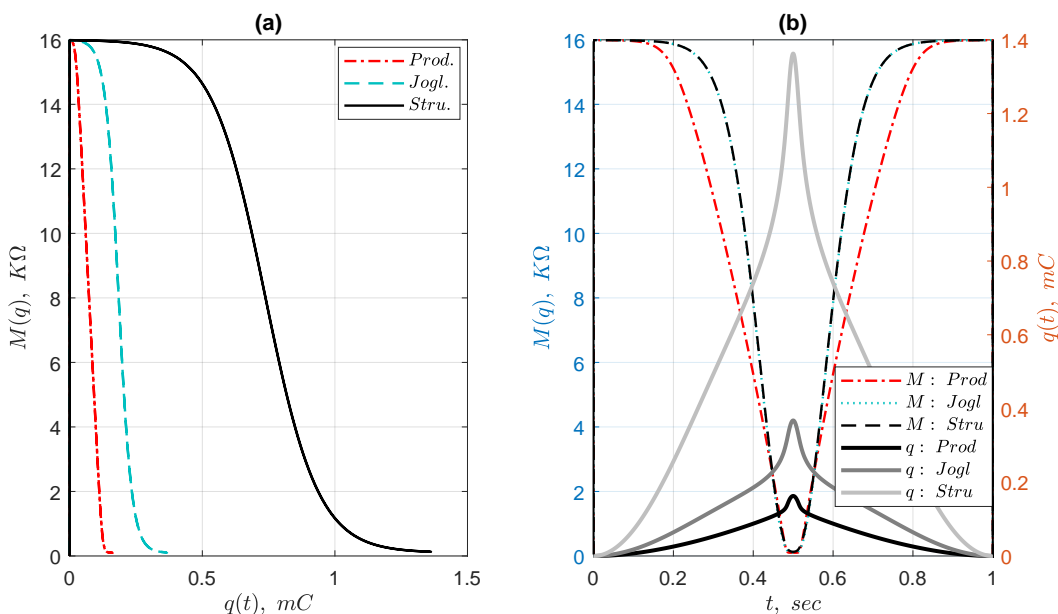 (a)
16
14
12
10
8
6
4
2
0
M(q), KΩ
0
0.5
1
1.5
q(t), mC
Prod.
Jogl.
Stru.
(b)
16
14
12
10
8
6
4
2
0
M(q), KΩ
0
0.2
0.4
0.6
0.8
1
t, sec
1.4
1.2
1
0.8
0.6
0.4
0.2
0
q(t), mC
M : Prod
M : Jogl
M : Stru
q : Prod
q : Jogl
q : Stru